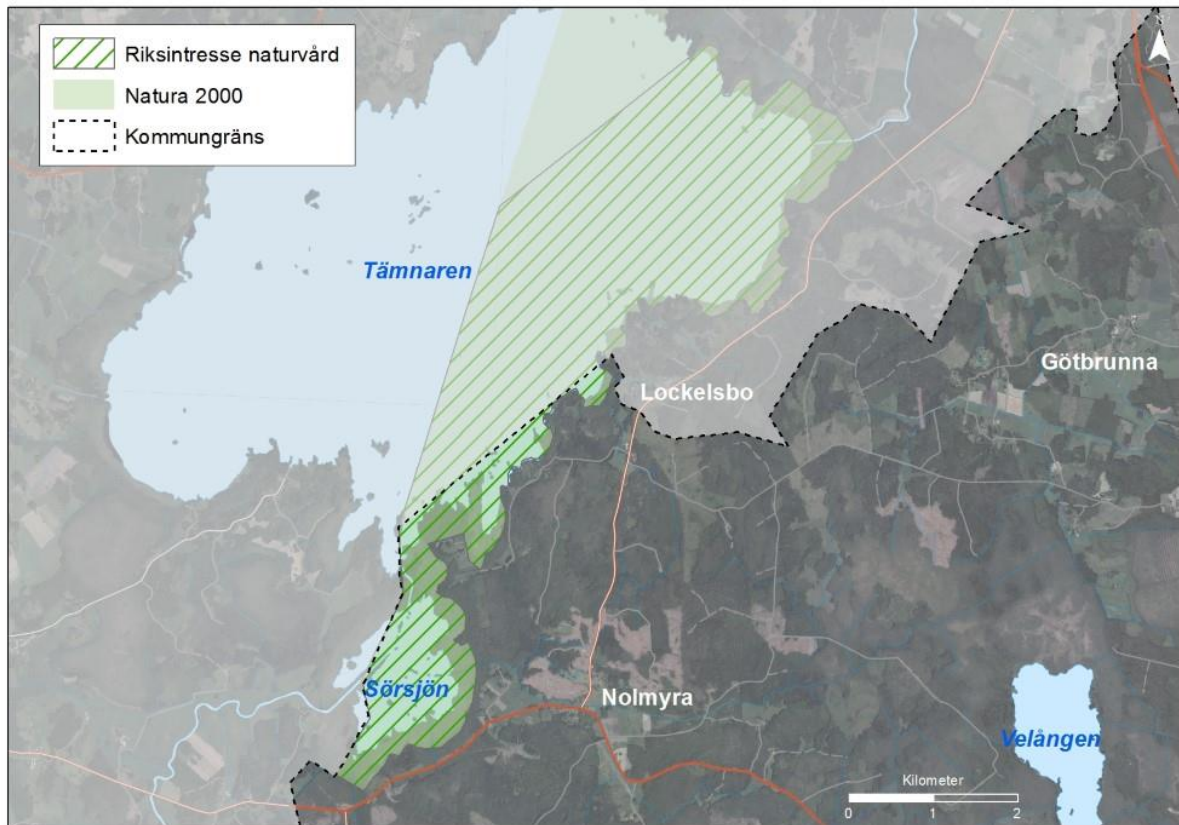 Riksintresse naturvård
Natura 2000
Kommungräns
Tämnaren
Götbrunna
Lockelsbo
Sörsjön
Nolmyra
Velången
Kilometer
0 1 2